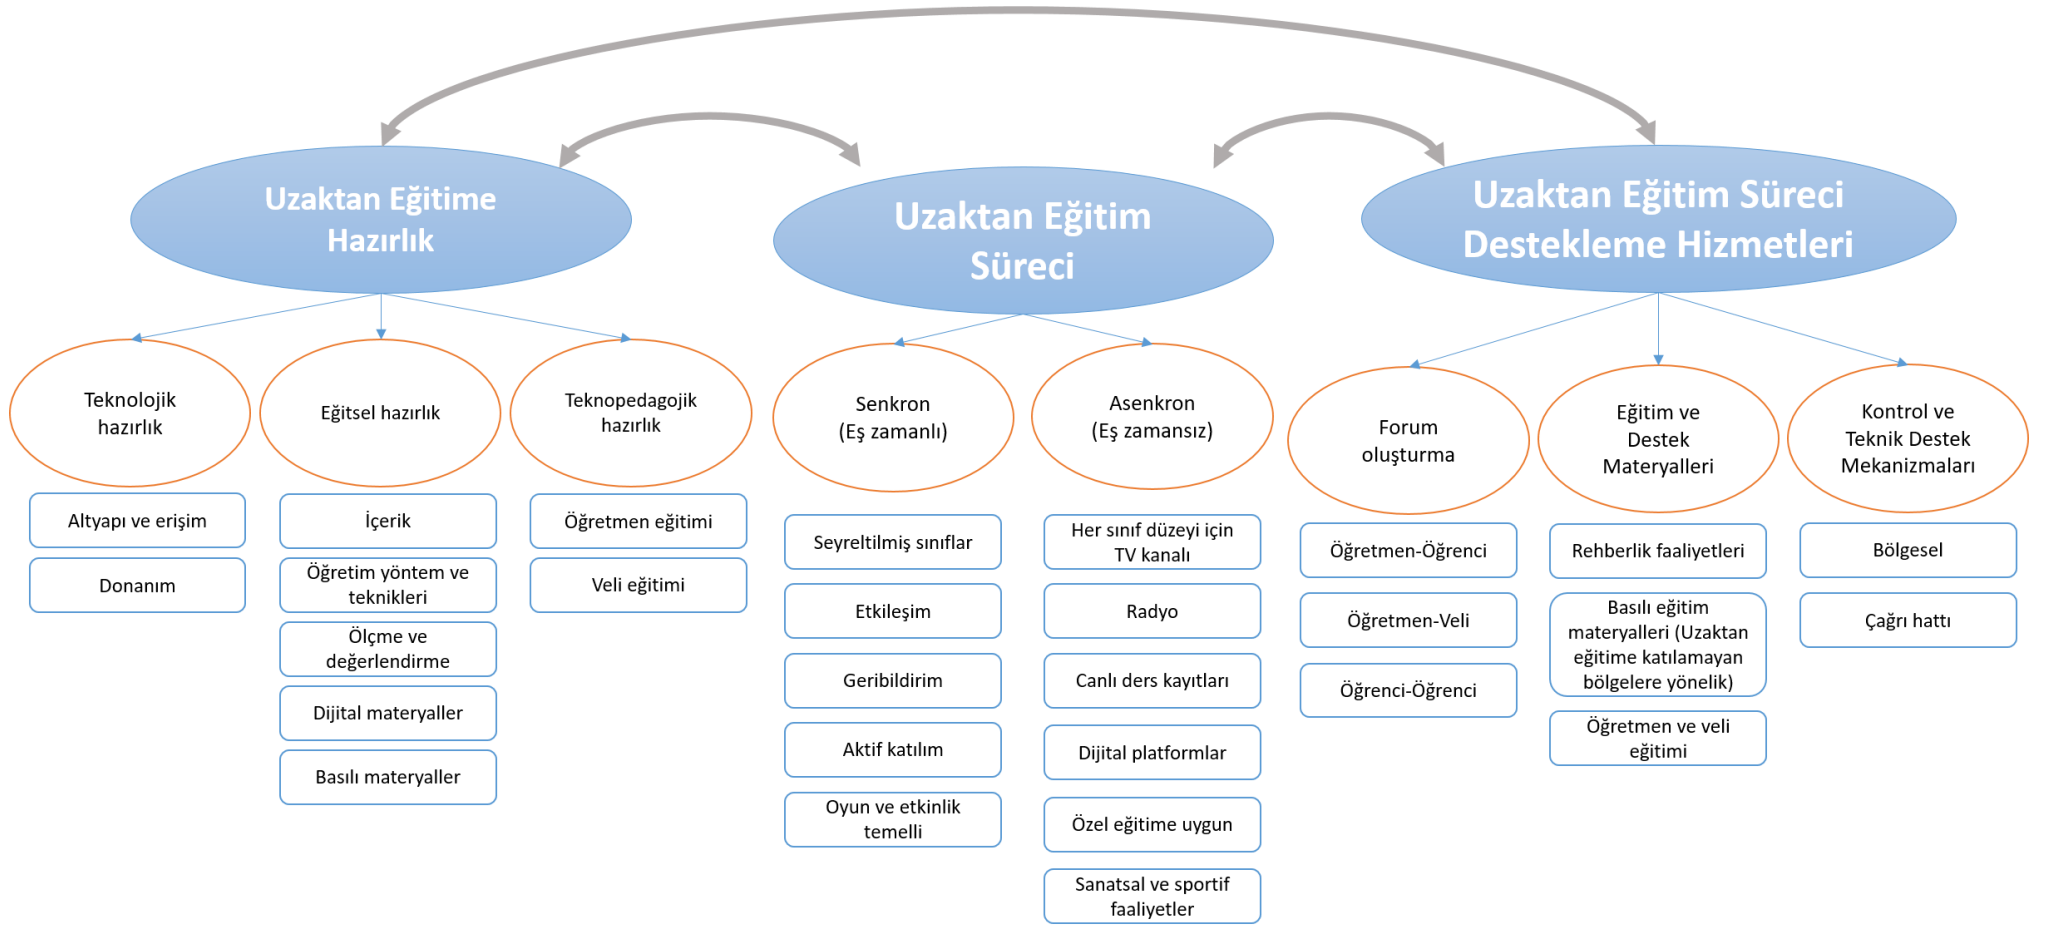 Uzaktan Eğitime
Hazırlık
Uzaktan Eğitim
Süreci
Uzaktan Eğitim Süreci
Destekleme Hizmetleri
Teknolojik
hazırlık
Altyapı ve erişim
Donanım
Eğitsel hazırlık
İçerik
Öğretim yöntem ve
teknikleri
Ölçme ve
değerlendirme
Dijital materyaller
Basılı materyaller
Teknopedagojik
hazırlık
Öğretmen eğitimi
Veli eğitimi
Senkron
(Eş zamanlı)
Seyreltilmiş sınıflar
Etkileşim
Geribildirim
Aktif katılım
Oyun ve etkinlik
temelli
Asenkron
(Eş zamansız)
Her sınıf düzeyi için
TV kanalı
Radyo
Canlı ders kayıtları
Dijital platformlar
Özel eğitime uygun
Sanatsal ve sportif
faaliyetler
Forum
oluşturma
Öğretmen-Öğrenci
Öğretmen-Veli
Öğrenci-Öğrenci
Eğitim ve
Destek
Materyalleri
Rehberlik faaliyetleri
Basılı eğitim
materyalleri (Uzaktan
eğitime katılamayan
bölgelere yönelik)
Öğretmen ve veli
eğitimi
Kontrol ve
Teknik Destek
Mekanizmaları
Bölgesel
Çağrı hattı